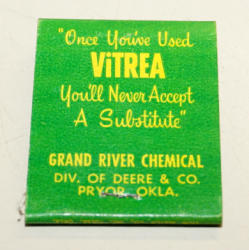 "Once You've Used
ViTREA
You'll Never Accept
A Substitute"
GRAND RIVER CHEMICAL
DIV. OF DEERE & CO.
PRYOR, OKLA.